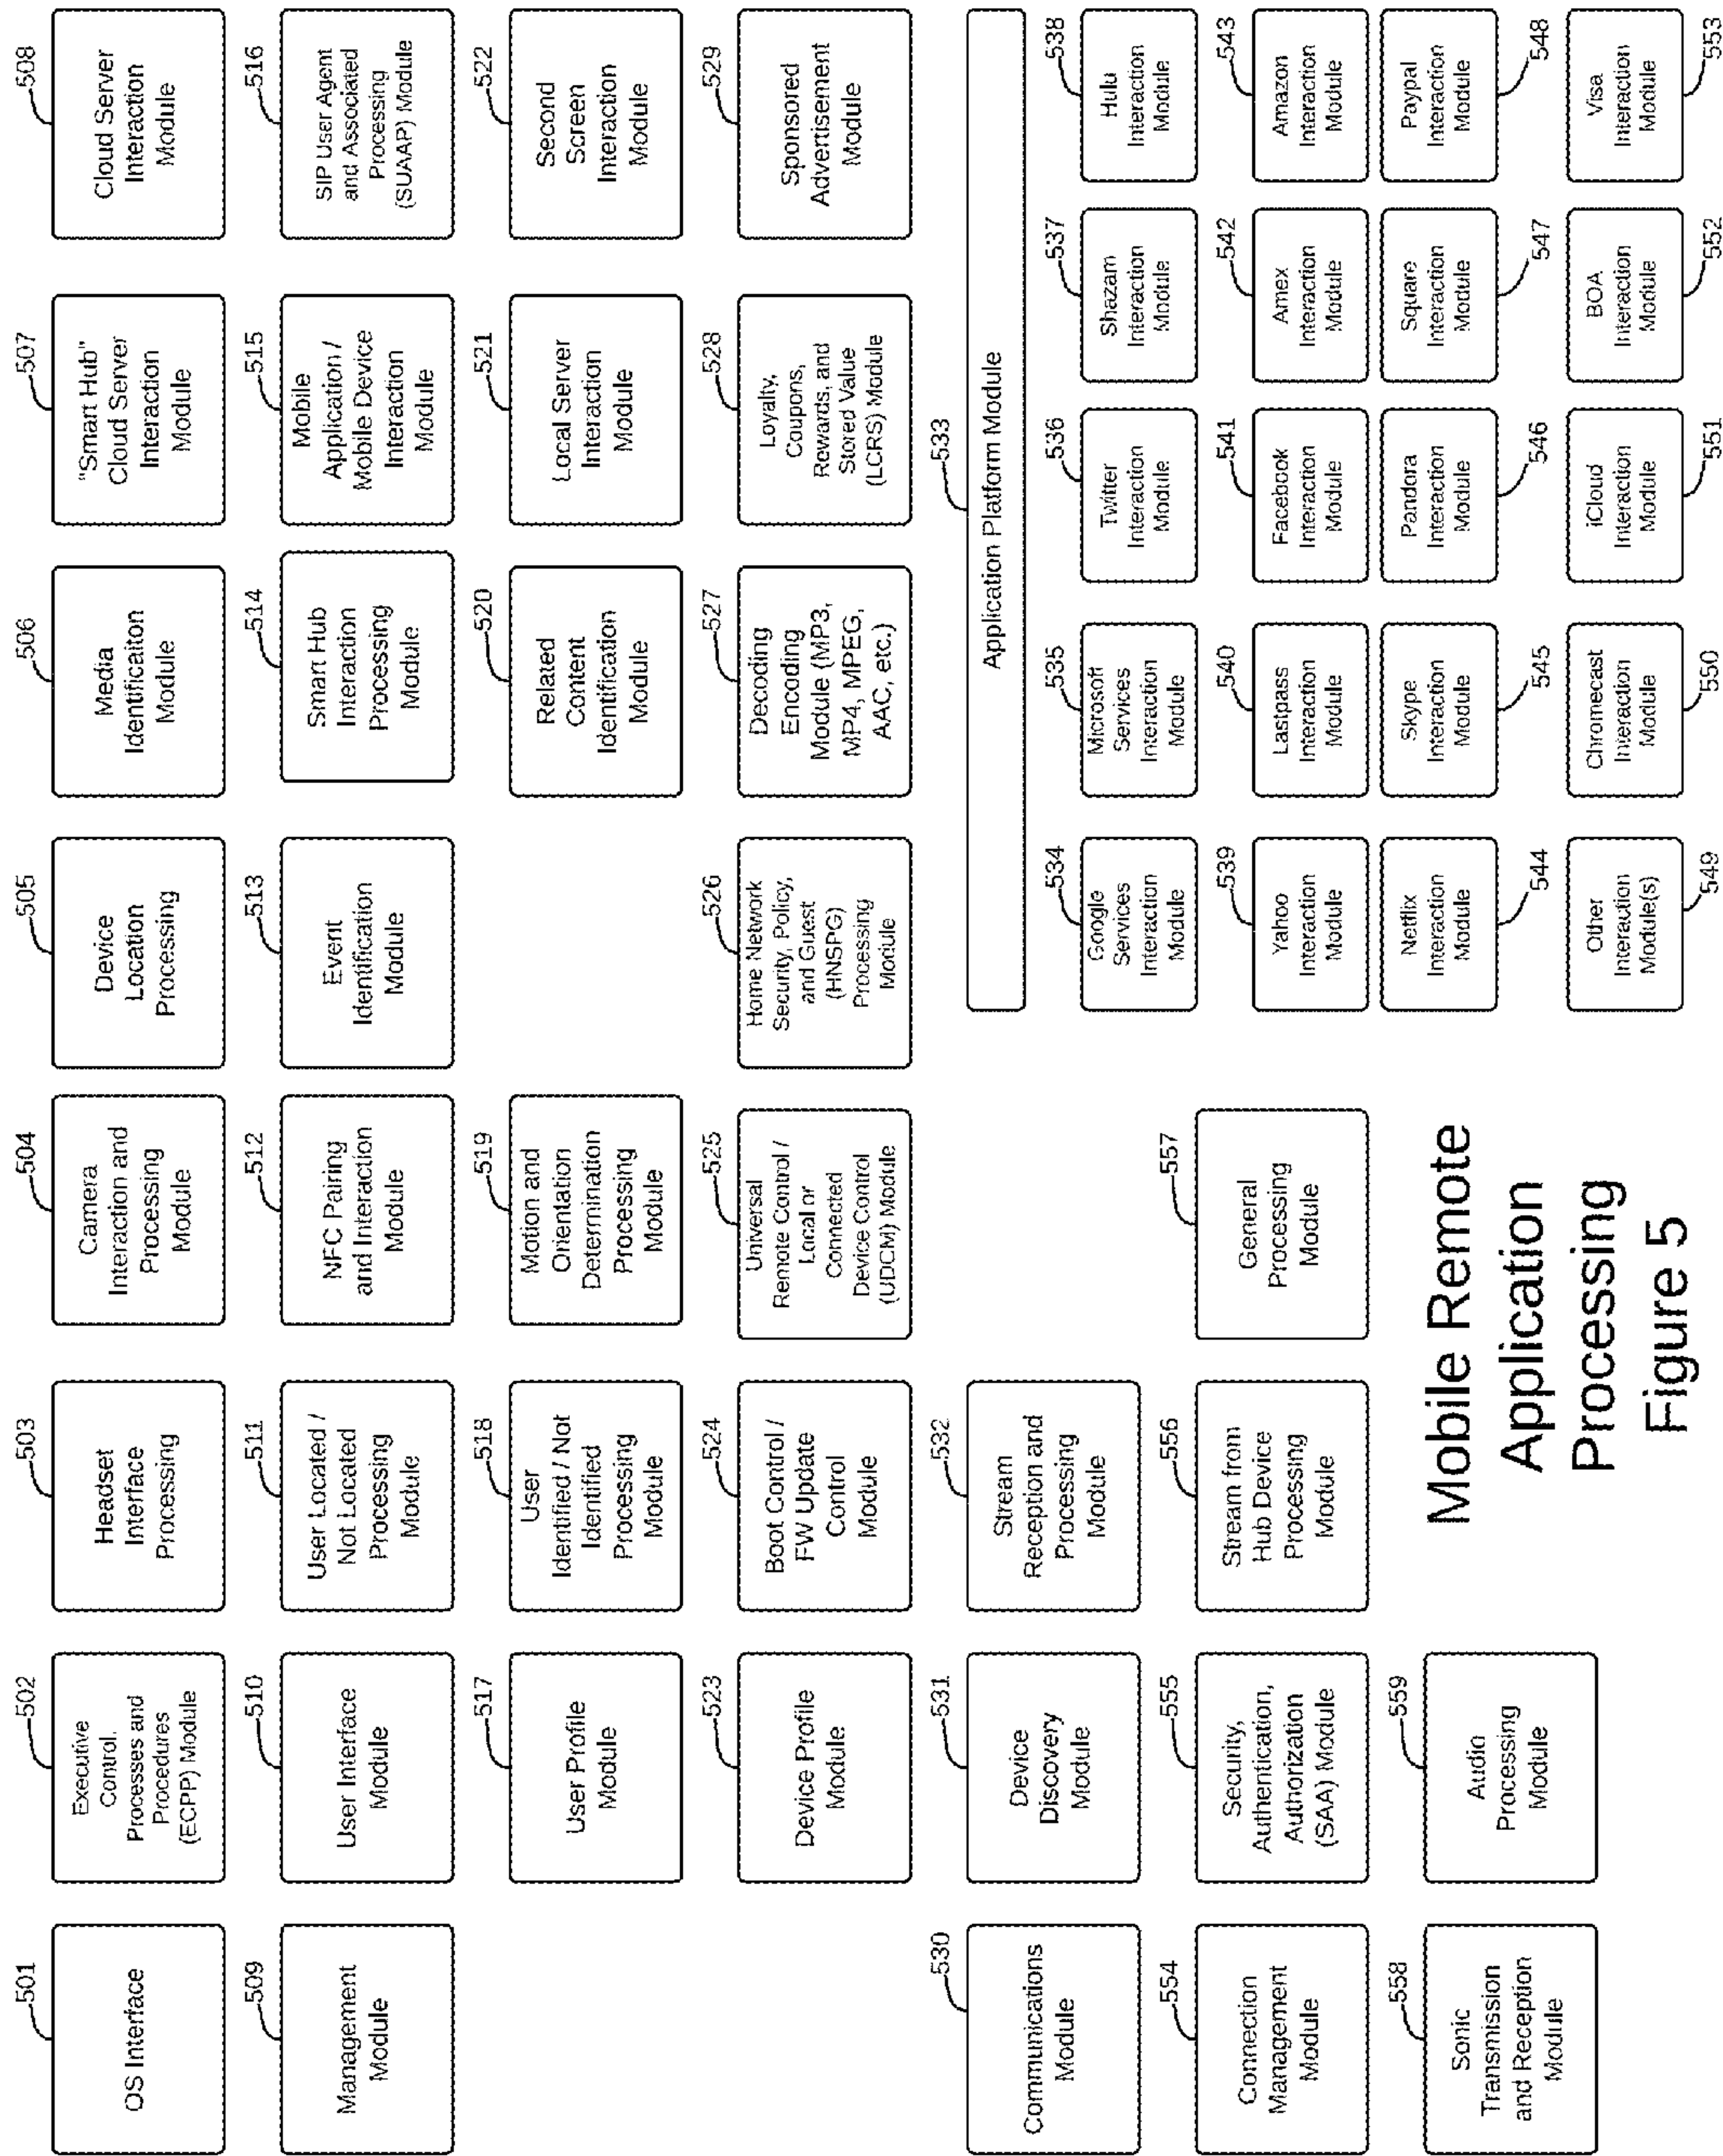 501
OS Interface
502
Executive
Control,
Processes and
Procedures
(ECPP) Module
503
Headset
Interface
Processing
504
Camera
Interaction and
Processing
Module
505
Device
Location
Processing
506
Media
Identificaiton
Module
507
"Smart Hub"
Cloud Server
Interaction
Module
508
Cloud Server
Interaction
Module
509
Management
Module
510
User Interface
Module
511
User Located /
Not Located
Processing
Module
512
NFC Pairing
and Interaction
Module
513
Event
Identification
Module
514
Smart Hub
Interaction
Processing
Module
515
Mobile
Application /
Mobile Device
Interaction
Module
516
SIP User Agent
and Associated
Processing
(SUAAP) Module
517
User Profile
Module
518
User
Identified / Not
Identified
Processing
Module
519
Motion and
Orientation
Determination
Processing
Module
520
Related
Content
Identification
Module
521
Local Server
Interaction
Module
522
Second
Screen
Interaction
Module
523
Device Profile
Module
524
Boot Control /
FW Update
Control
Module
525
Universal
Remote Control /
Local or
Connected
Device Control
(UDCM) Module
526
Home Network
Security, Policy,
and Guest
(HNSPG)
Processing
Module
527
Decoding
Encoding
Module (MP3,
MP4, MPEG,
AAC, etc.)
528
Loyalty,
Coupons,
Rewards, and
Stored Value
(LCRS) Module
529
Sponsored
Advertisement
Module
530
Communications
Module
531
Device
Discovery
Module
532
Stream
Reception and
Processing
Module
533
Application Platform Module
534
Google
Services
Interaction
Module
535
Microsoft
Services
Interaction
Module
536
Twitter
Interaction
Module
537
Shazam
Interaction
Module
538
Hulu
Interaction
Module
539
Yahoo
Interaction
Module
540
Lastpass
Interaction
Module
541
Facebook
Interaction
Module
542
Amex
Interaction
Module
543
Amazon
Interaction
Module
Netflix
Interaction
Module
544
Skype
Interaction
Module
545
Pandora
Interaction
Module
546
Square
Interaction
Module
547
Paypal
Interaction
Module
548
Other
Interaction
Module(s)
549
Chromecast
Interaction
Module
550
iCloud
Interaction
Module
551
BOA
Interaction
Module
552
Visa
Interaction
Module
553
554
Connection
Management
Module
555
Security,
Authentication,
Authorization
(SAA) Module
556
Stream from
Hub Device
Processing
Module
557
General
Processing
Module
558
Sonic
Transmission
and Reception
Module
559
Audio
Processing
Module
Mobile Remote
Application
Processing
Figure 5